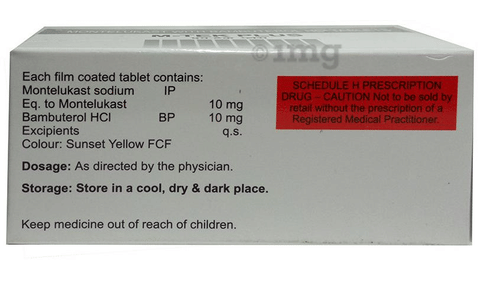 M-TEK PLUS
1mg
Each film coated tablet contains:
Montelukast sodium IP
Eq. to Montelukast 10 mg
Bambuterol HCl BP 10 mg
Excipients q.s.
Colour: Sunset Yellow FCF
Dosage: As directed by the physician.
Storage: Store in a cool, dry & dark place.
Keep medicine out of reach of children.
SCHEDULE H PRESCRIPTION
DRUG – CAUTION Not to be sold by
retail without the prescription of a
Registered Medical Practitioner.